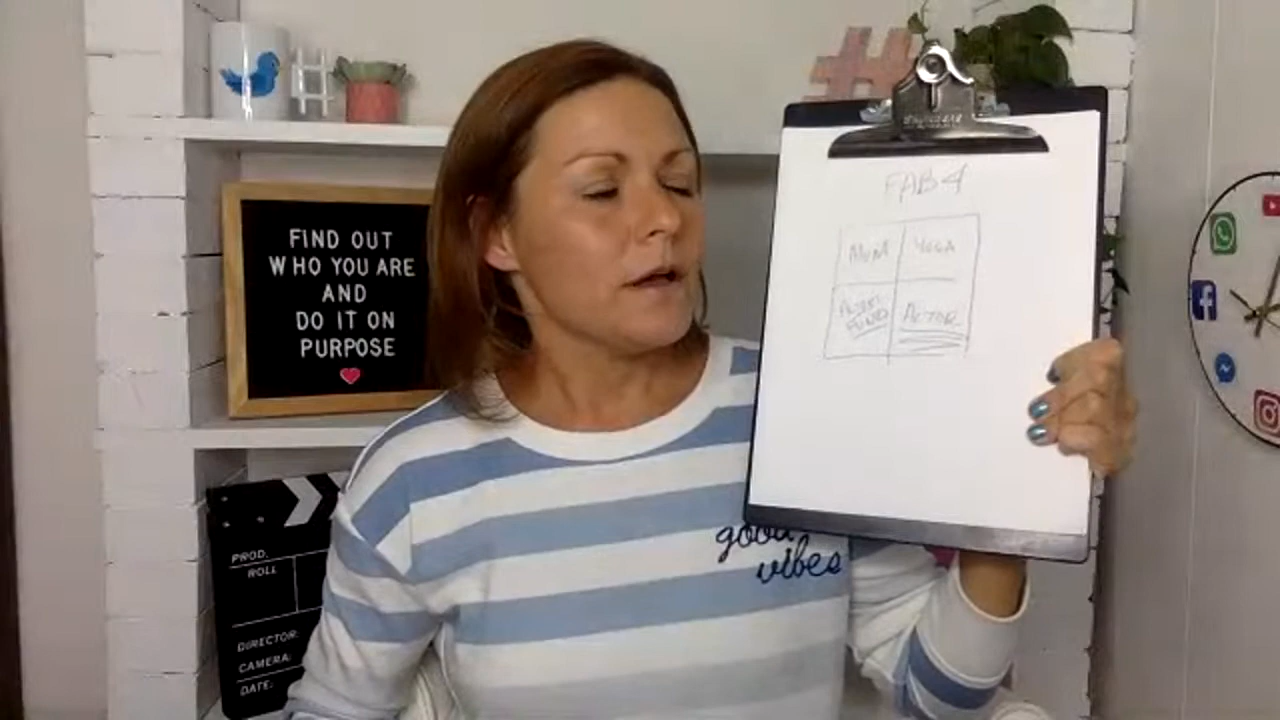 FIND OUT
WHO YOU ARE
AND
DO IT ON
PURPOSE
PROD.
ROLL
DIRECTOR:
CAMERA:
DATE:
good
vibes
FAB 4
MUM YOGA
FUND ACTOR